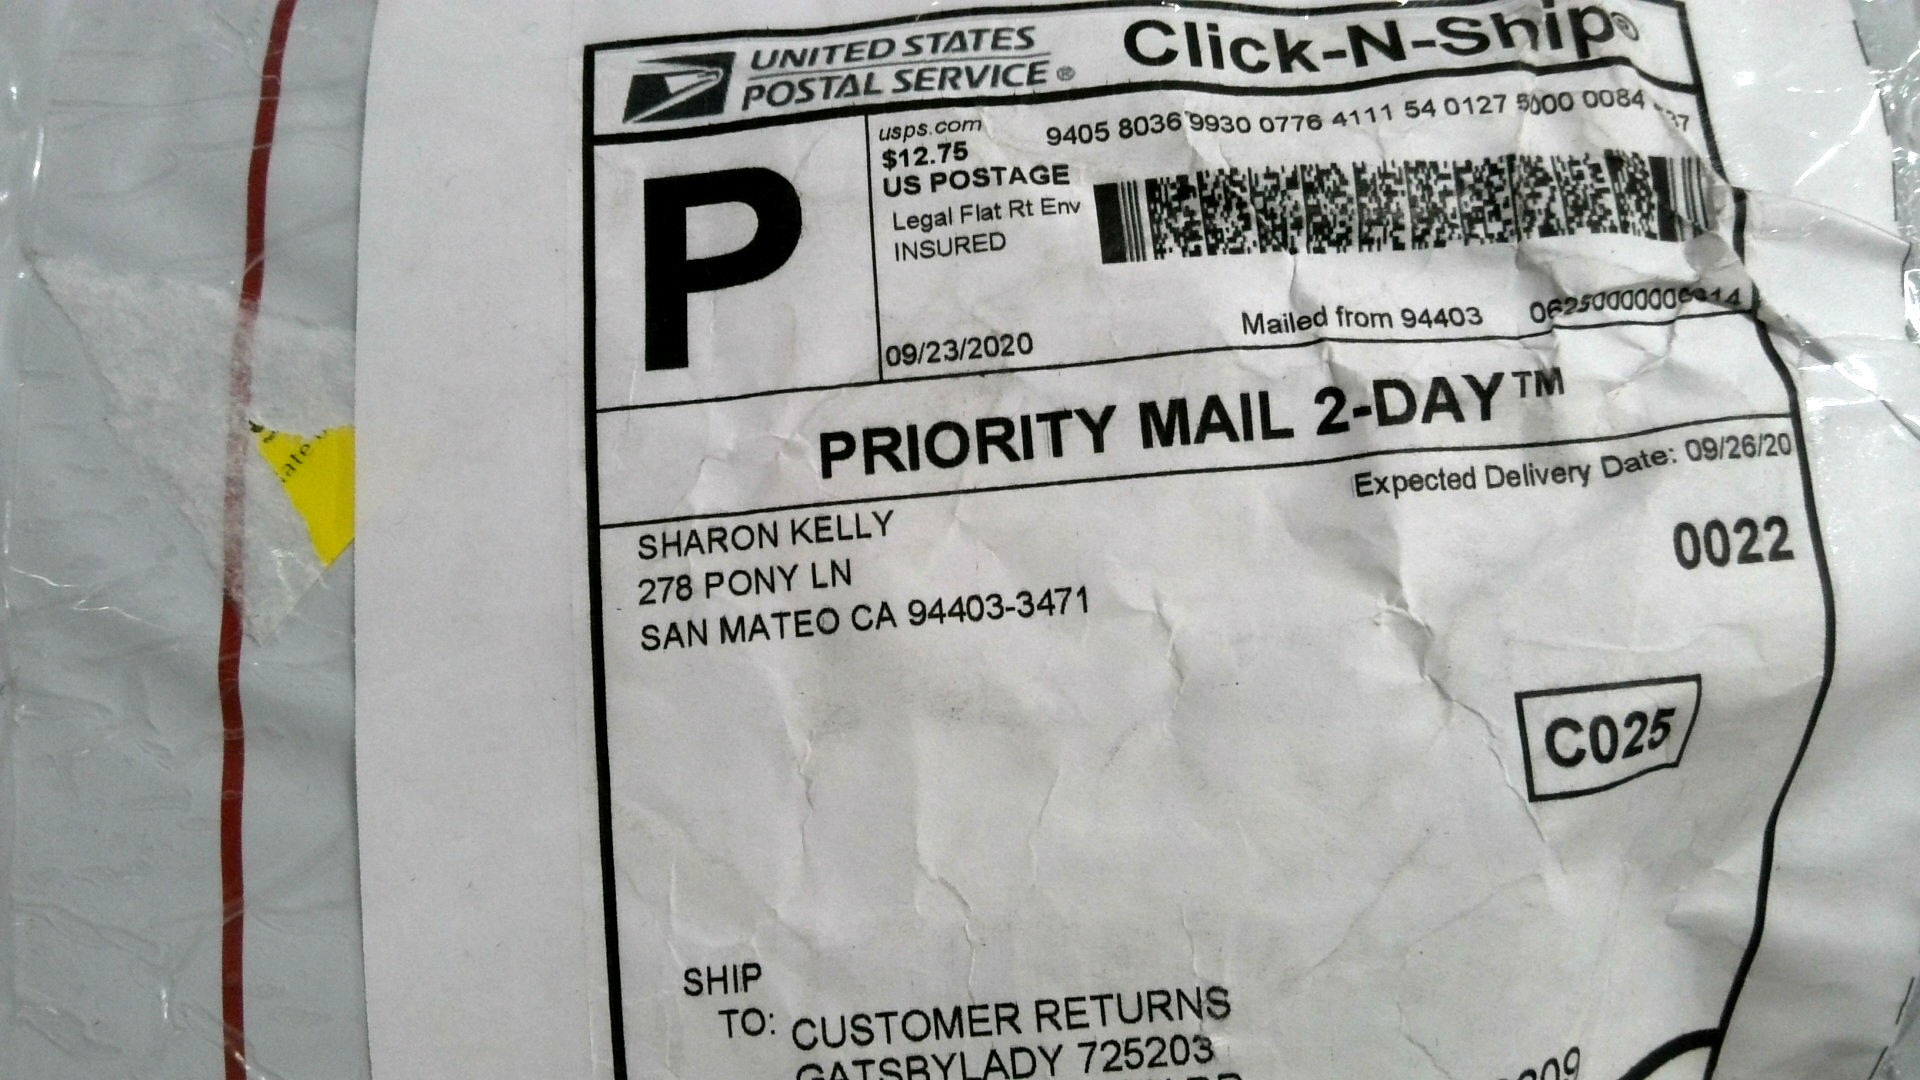 UNITED STATES
POSTAL SERVICE®
Click-N-Ship®
P
usps.com
$12.75
US POSTAGE
Legal Flat Rt Env
INSURED
9405 8036 9930 0776 4111 54 0127 5000 0084
09/23/2020
Mailed from 94403
PRIORITY MAIL 2-DAY™
Expected Delivery Date: 09/26/20
SHARON KELLY
278 PONY LN
SAN MATEO CA 94403-3471
0022
C025
SHIP
TO:
CUSTOMER RETURNS
GATSBYLADY 725203